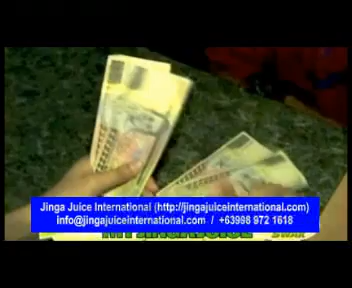 Jinga Juice International (http://jingajuiceinternational.com)
info@jingajuiceinternational.com / +63998 972 1618